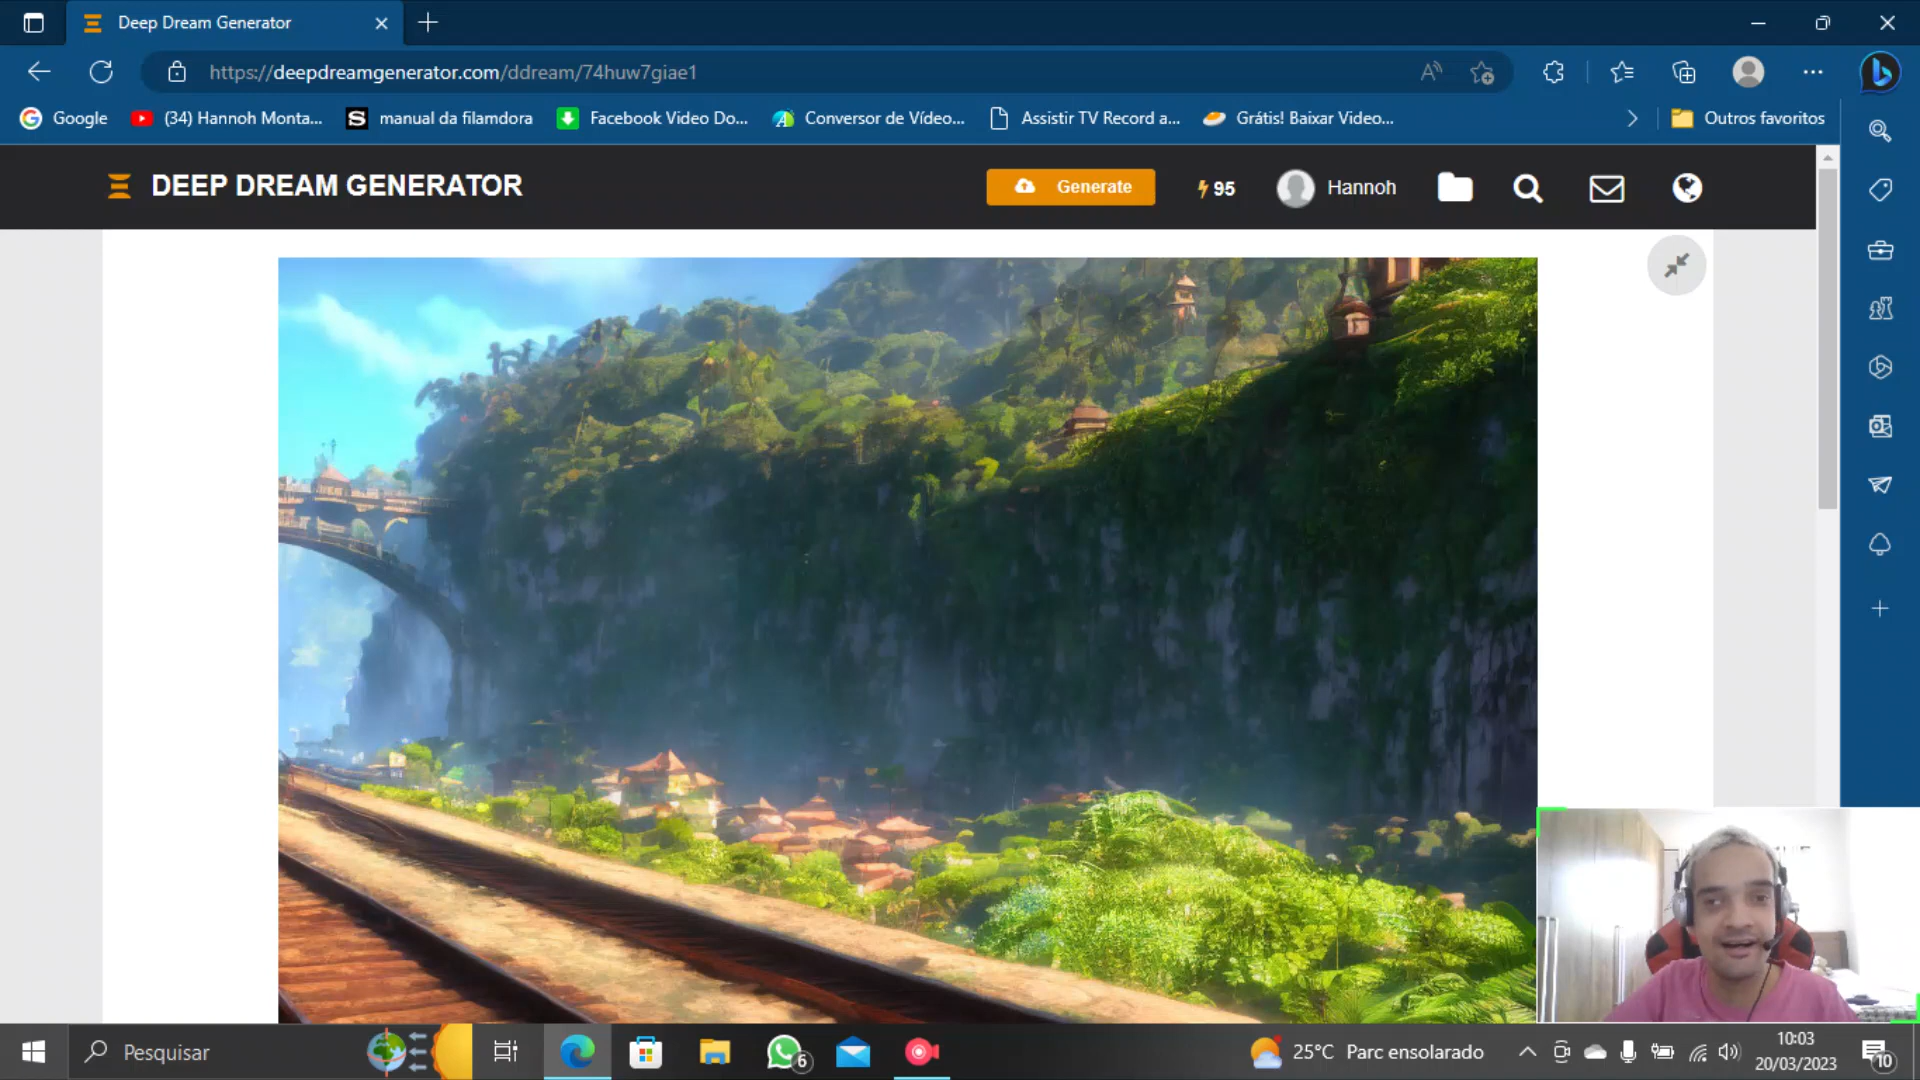 Deep Dream Generator
https://deepdreamgenerator.com/ddream/74huw7giae1
Google
(34) Hannoh Monta...
manual da filamdora
Facebook Video Do...
Conversor de Vídeo...
Assistir TV Record a...
Grátis! Baixar Video...
Outros favoritos
DEEP DREAM GENERATOR
Generate
95
Hannoh
Pesquisar
6
25°C Parc ensolarado
10:03
20/03/2023
10